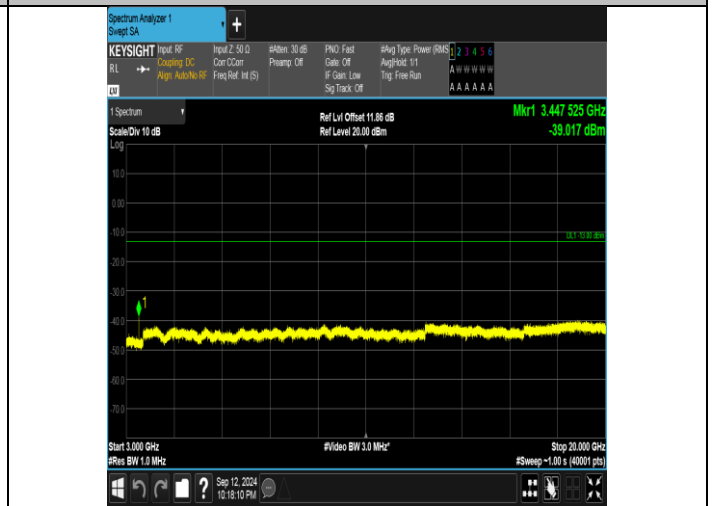 Spectrum Analyzer 1
Swept SA
+
KEYSIGHT Input: RF Input Z: 50 Ω #Atten: 30 dB PNO: Fast #Avg Type: Power (RMS 1 2 3 4 5 6
RL Coupling: DC Corr CCorr Preamp: Off Gate: Off Avg|Hold: 1/1 A W W W W W
Align: Auto/No RF Freq Ref: Int (S) IF Gain: Low Trig: Free Run A A A A A A
LXI Sig Track: Off
1 Spectrum
Ref Lvl Offset 11.86 dB Mkr1 3.447 525 GHz
Scale/Div 10 dB Ref Level 20.00 dBm -39.017 dBm
Log
10.0
0.00
-10.0
DL1 -13.00 dBm
-20.0
-30.0
1
-40.0
-50.0
-60.0
-70.0
Start 3.000 GHz #Video BW 3.0 MHz* Stop 20.000 GHz
#Res BW 1.0 MHz #Sweep ~1.00 s (40001 pts)
? Sep 12, 2024
10:18:10 PM